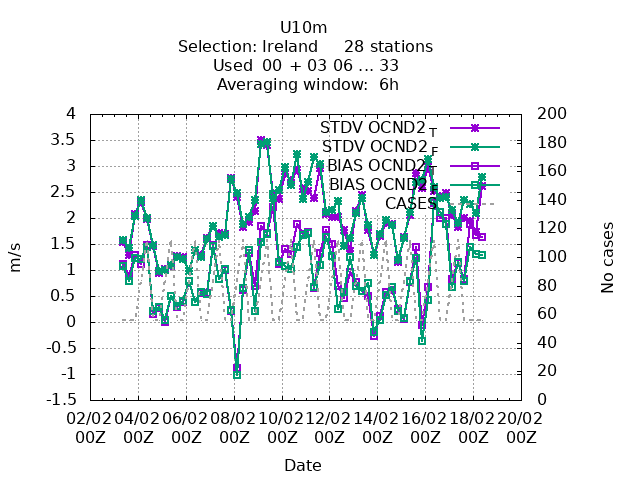 U10m
Selection: Ireland 28 stations
Used 00 + 03 06 ... 33
Averaging window: 6h
STDV OCND2 T
STDV OCND2 F
BIAS OCND2 T
BIAS OCND2 F
CASES
m/s
4
3.5
3
2.5
2
1.5
1
0.5
0
-0.5
-1
-1.5
200
180
160
140
120
100
80
60
40
20
0
No cases
02/02 04/02 06/02 08/02 10/02 12/02 14/02 16/02 18/02 20/02
00Z 00Z 00Z 00Z 00Z 00Z 00Z 00Z 00Z 00Z
Date